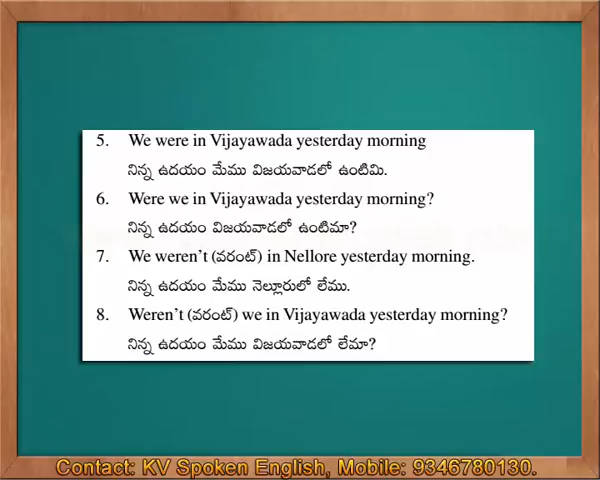 5. We were in Vijayawada yesterday morning
నిన్న ఉదయం మేము విజయవాడలో ఉంటిమి.
6. Were we in Vijayawada yesterday morning?
నిన్న ఉదయం విజయవాడలో ఉంటిమా?
7. We weren't (వరంట్) in Nellore yesterday morning.
నిన్న ఉదయం మేము నెల్లూరులో లేము.
8. Weren't (వరంట్) we in Vijayawada yesterday morning?
నిన్న ఉదయం మేము విజయవాడలో లేమా?
Contact: KV Spoken English, Mobile: 9346780130.